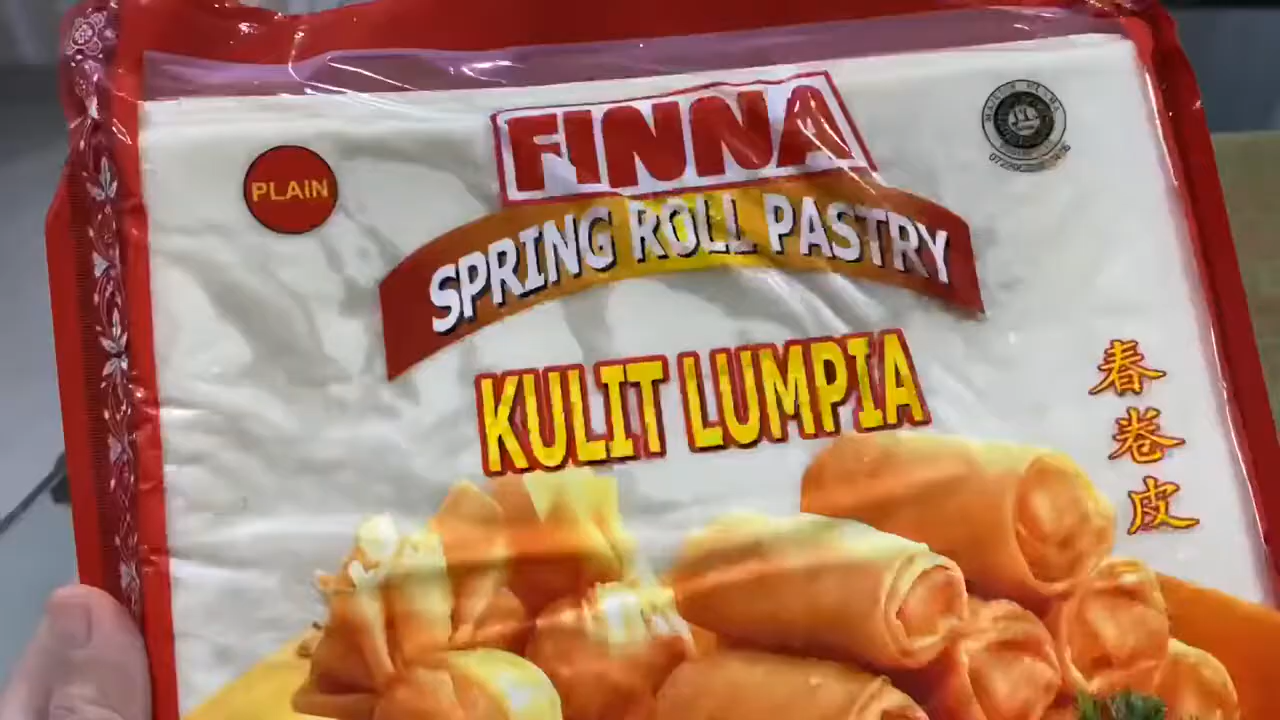 FINNA
PLAIN
SPRING ROLL PASTRY
KULIT LUMPIA
春
卷
皮